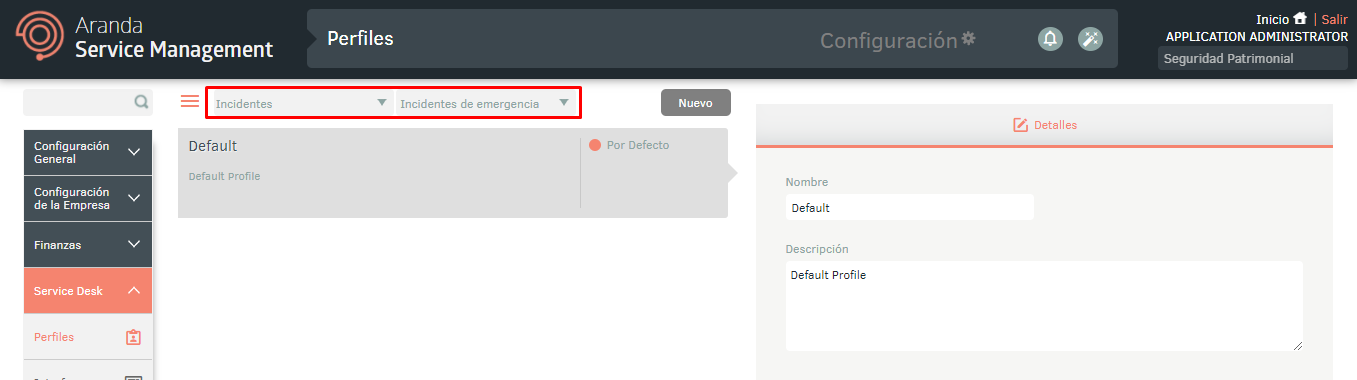 Aranda
Service Management
Perfiles
Configuración
Inicio | Salir
APPLICATION ADMINISTRATOR
Seguridad Patrimonial
Incidentes
Incidentes de emergencia
Nuevo
Configuración
General
Configuración
de la Empresa
Finanzas
Service Desk
Perfiles
Default
Default Profile
Por Defecto
Detalles
Nombre
Default
Descripción
Default Profile